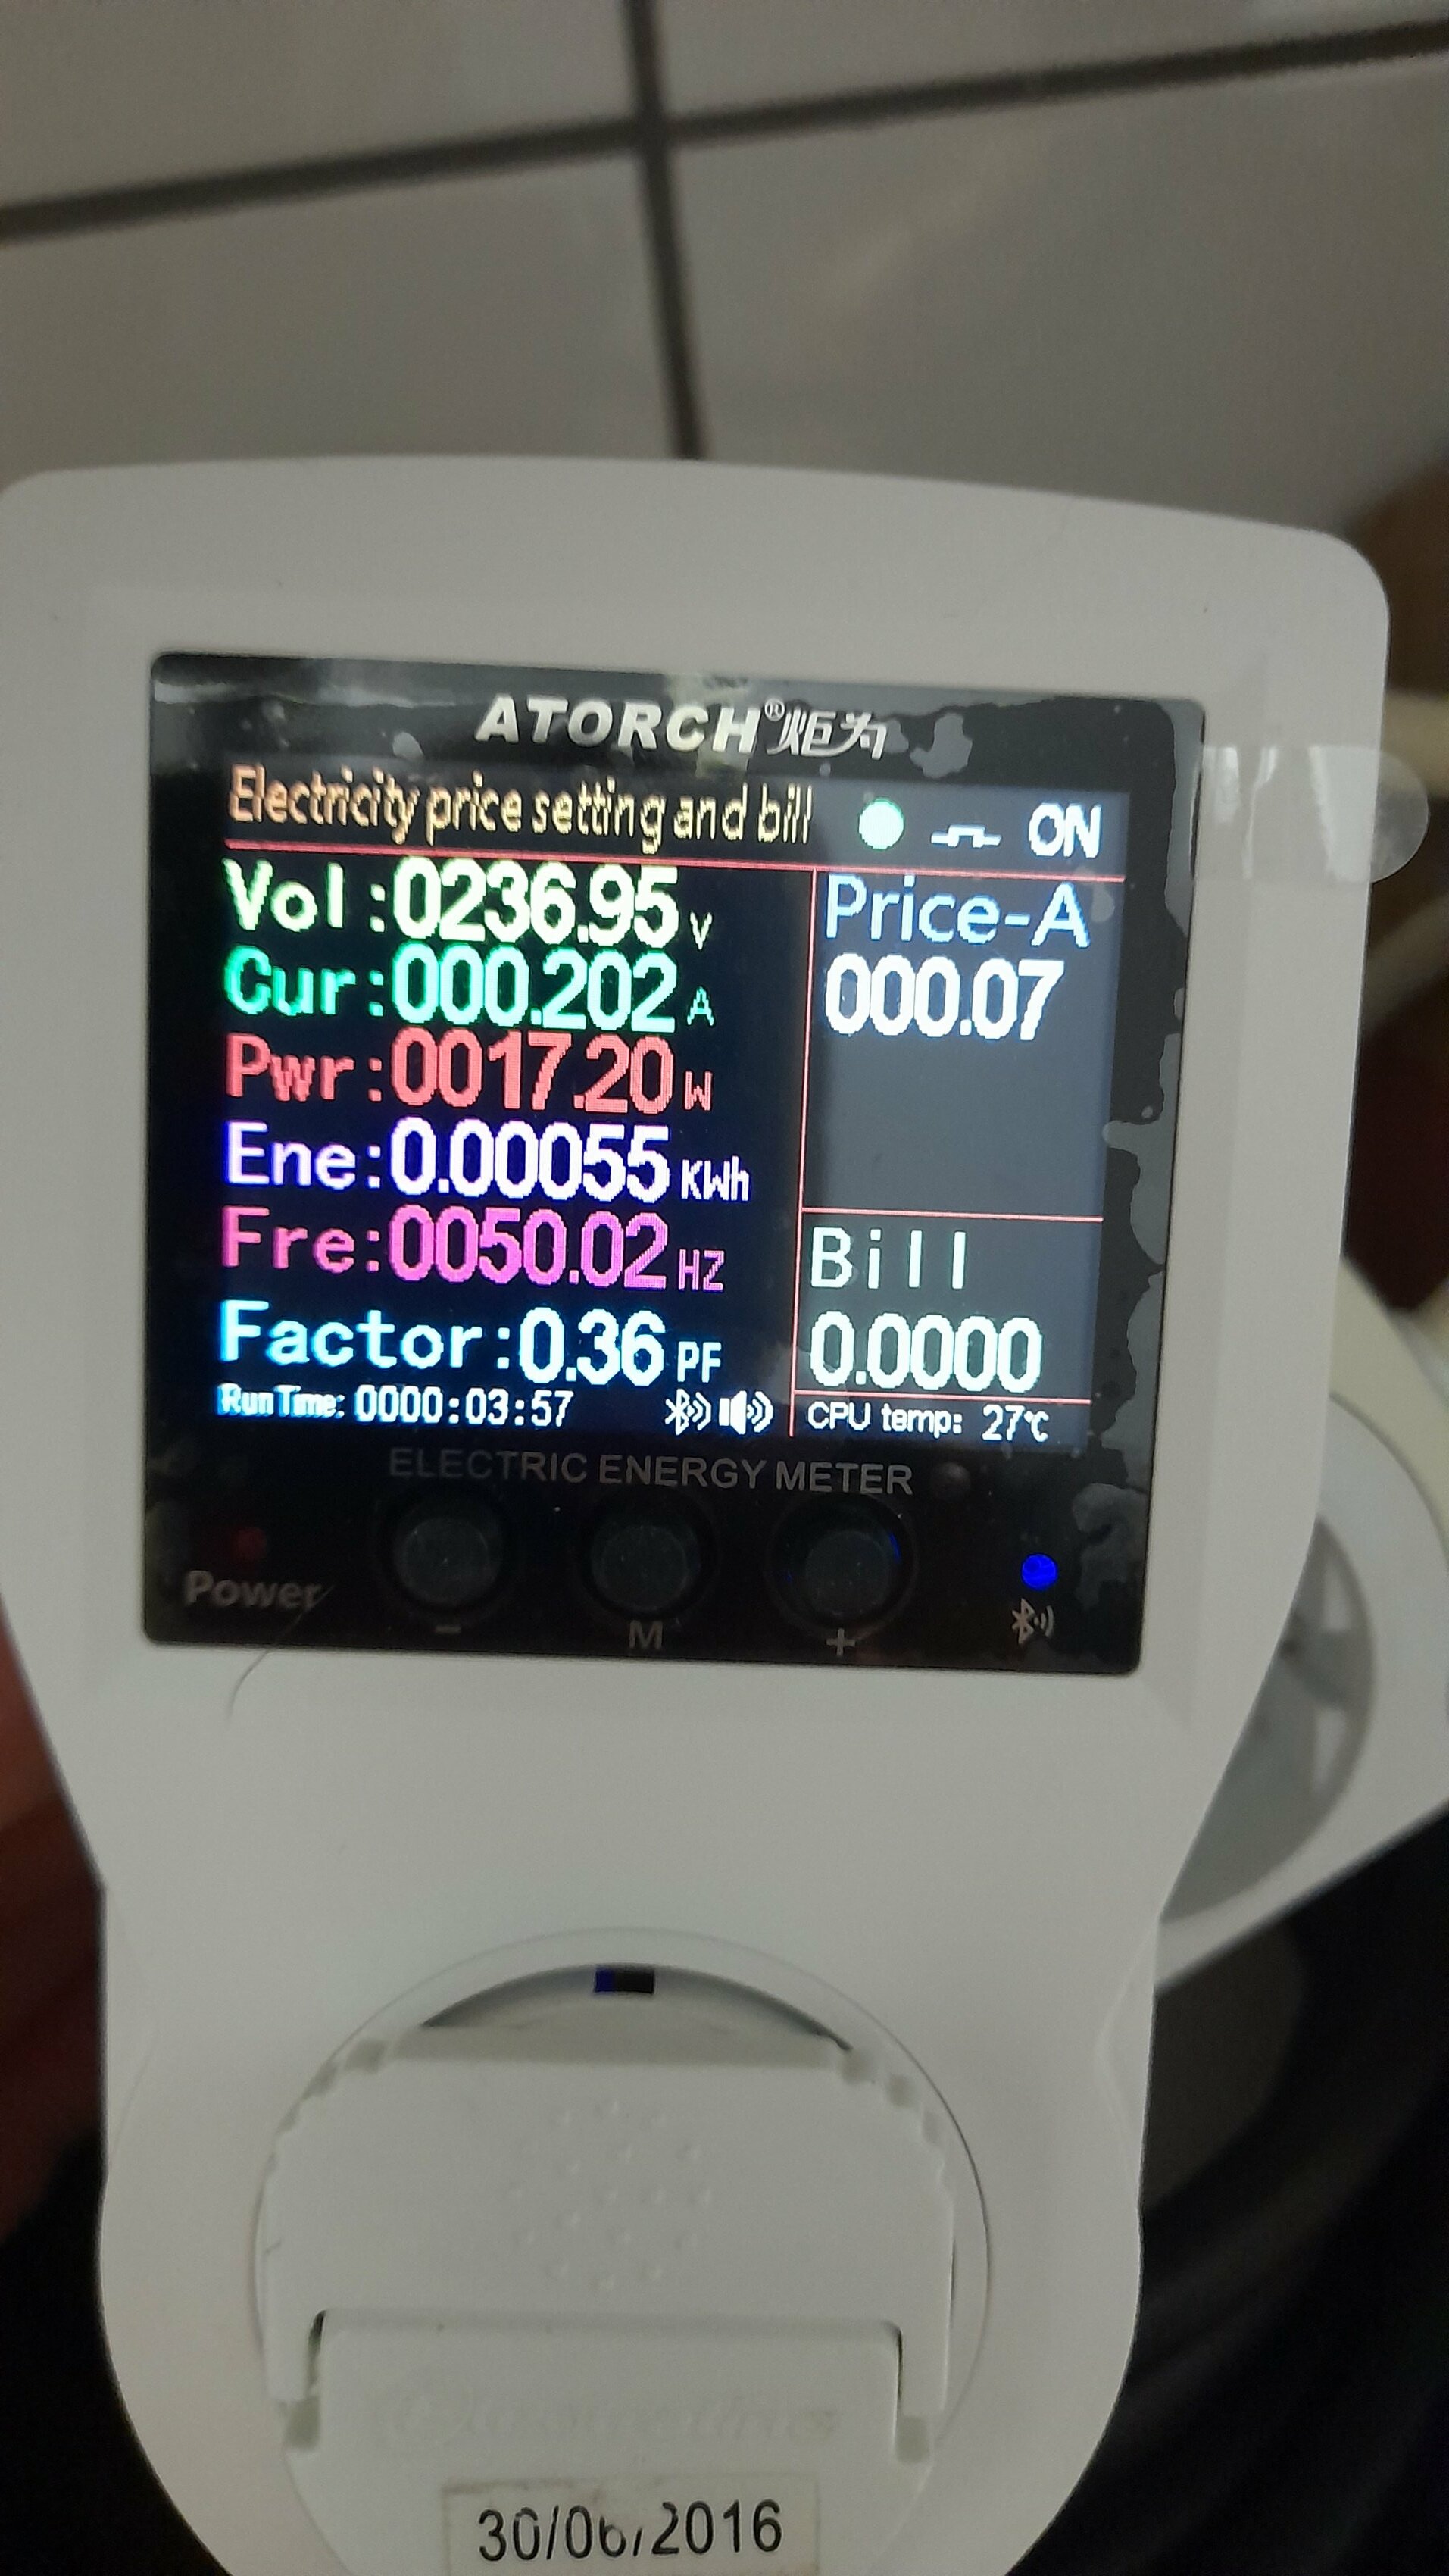 ATORCH®炬为
Electricity price setting and bill ON
Vol:0236.95 V
Cur:000.202 A
Pwr:0017.20 W
Ene:0.00055 KWh
Fre:0050.02 HZ
Factor:0.36 PF
Run Time: 0000:03:57
Price-A
000.07
Bill
0.0000
CPU temp: 27℃
ELECTRIC ENERGY METER
Power
- M +
30/06/2016